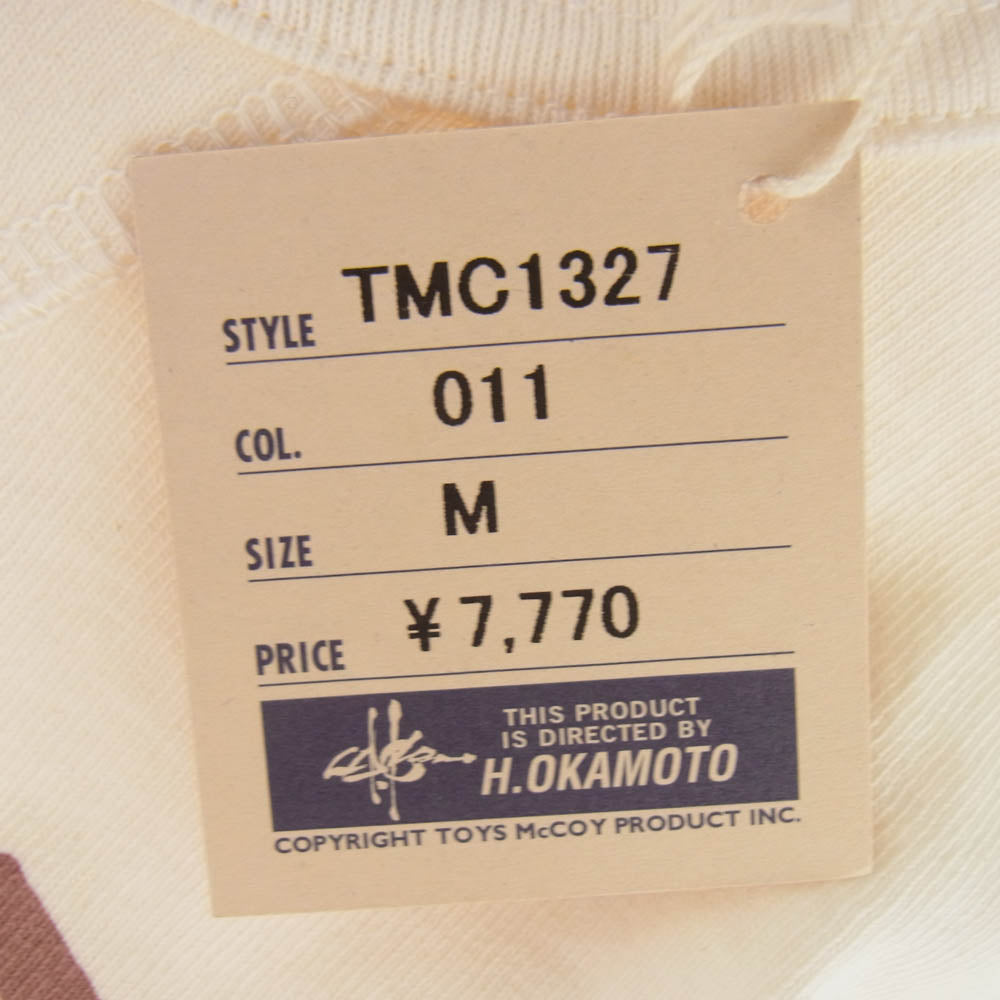 STYLE TMC1327
COL. 011
SIZE M
PRICE ¥7,770
THIS PRODUCT
IS DIRECTED BY
H.OKAMOTO
COPYRIGHT TOYS McCOY PRODUCT INC.